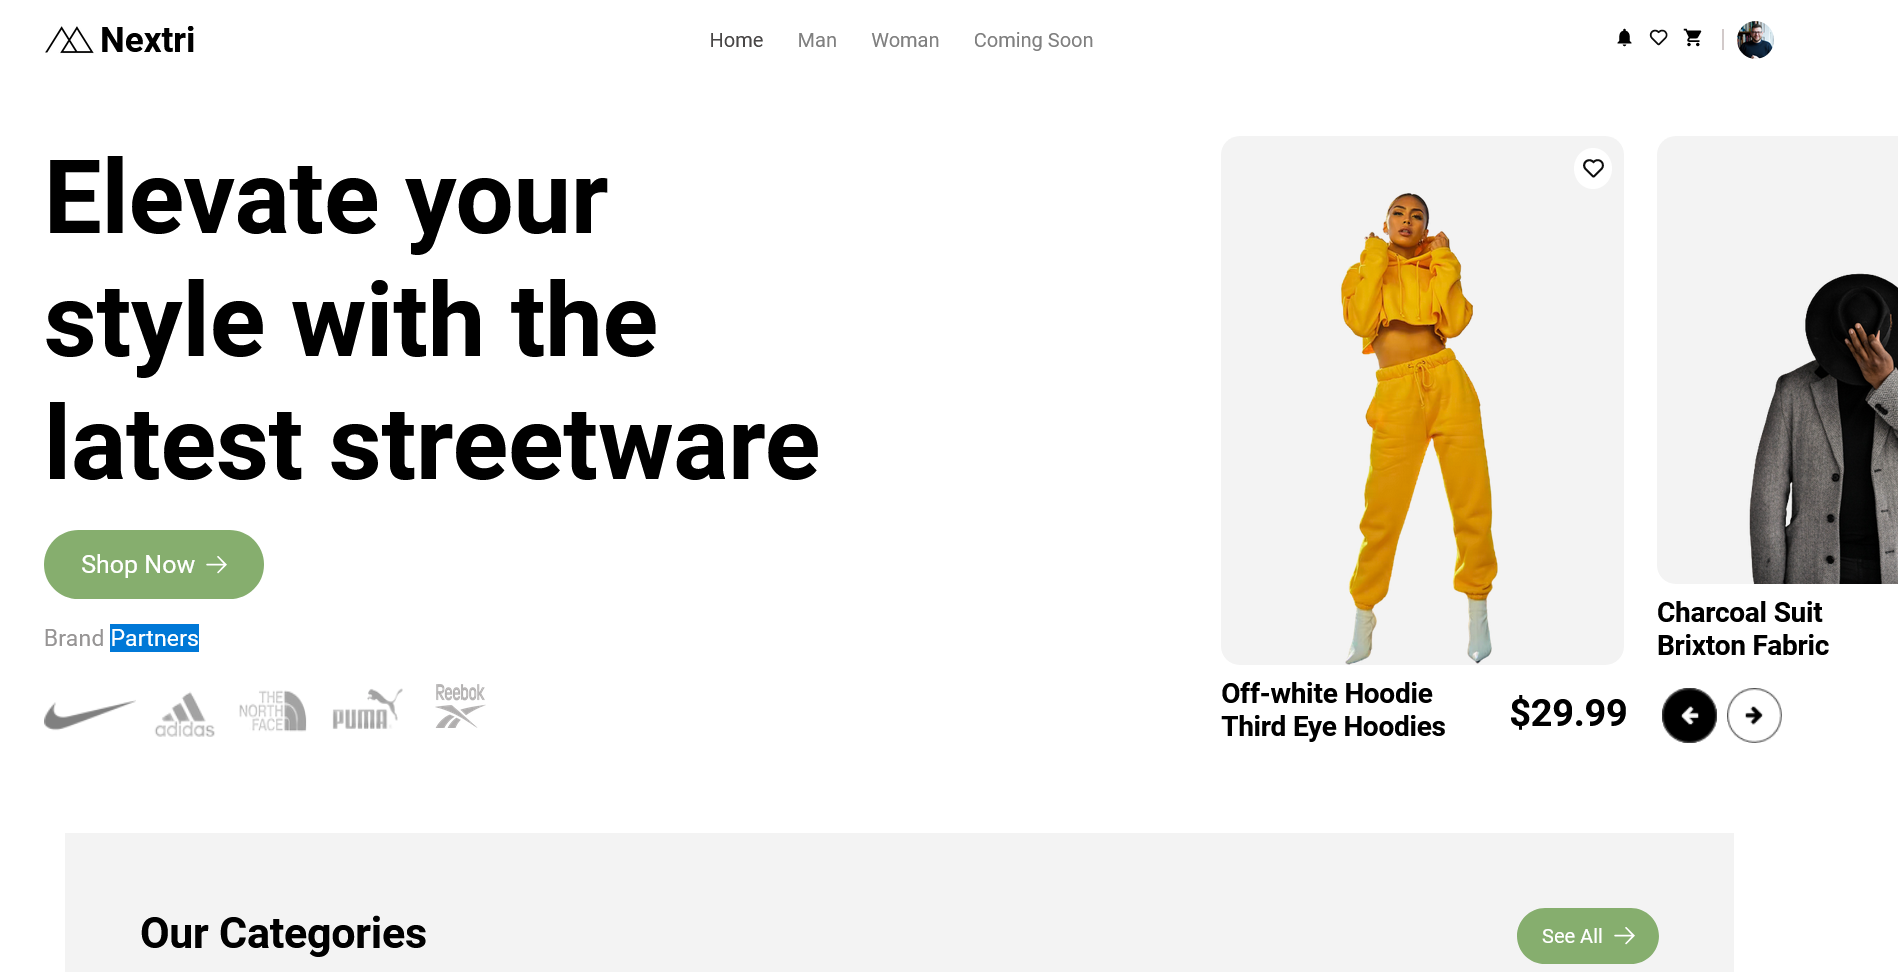 Nextri
Home Man Woman Coming Soon
Elevate your
style with the
latest streetware
Shop Now
Brand Partners
adidas
THE
NORTH
FACE
PUMA
Reebok
Off-white Hoodie
Third Eye Hoodies
$29.99
Charcoal Suit
Brixton Fabric
Our Categories
See All